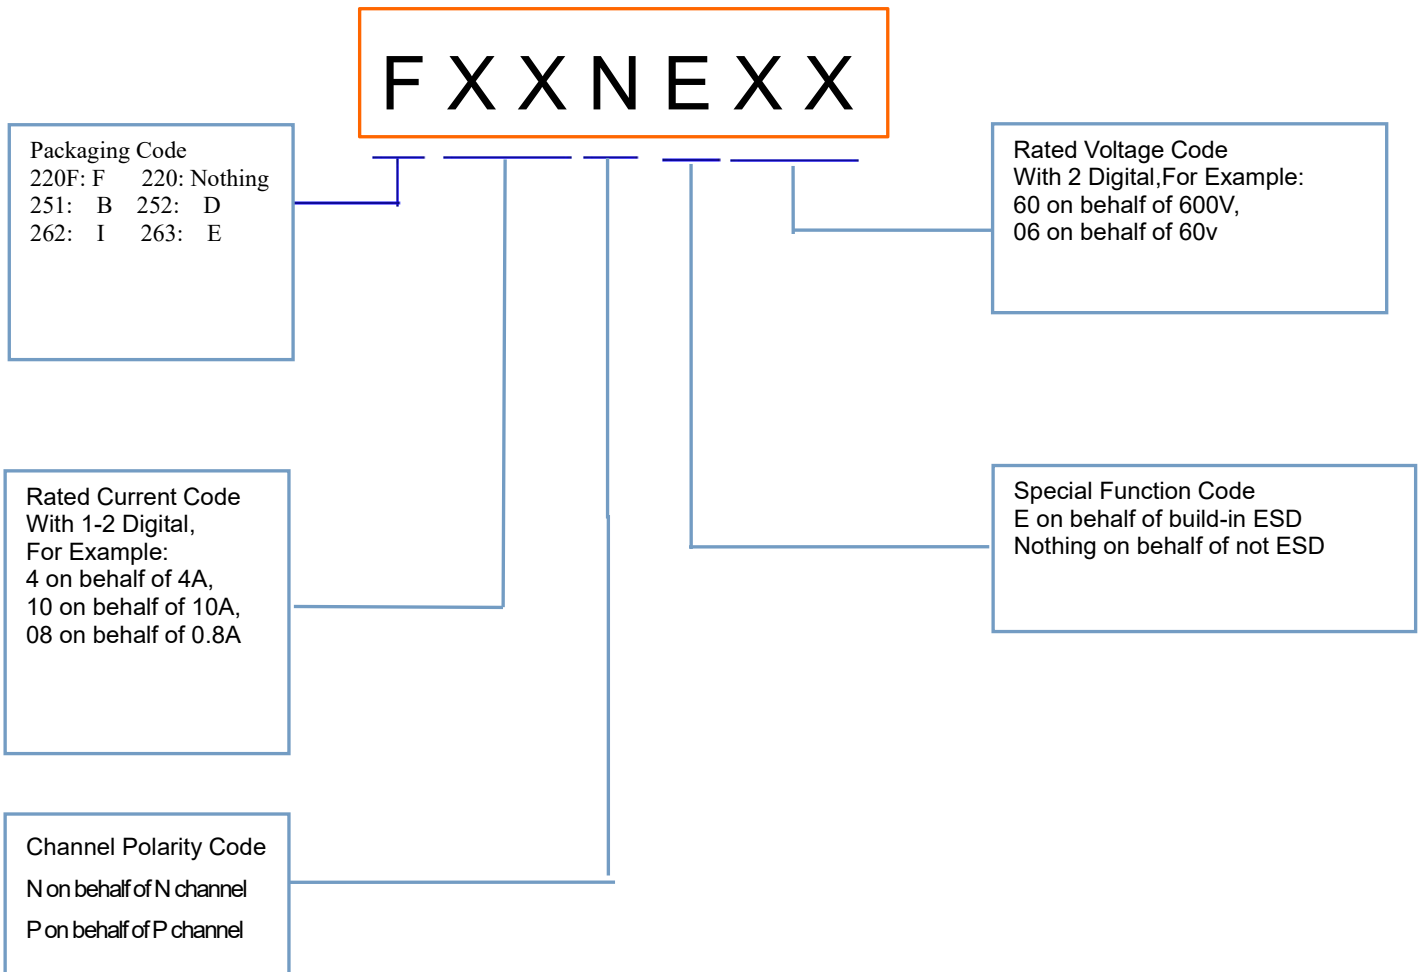 F X X N E X X
Packaging Code
220F: F 220: Nothing
251: B 252: D
262: I 263: E
Rated Voltage Code
With 2 Digital,For Example:
60 on behalf of 600V,
06 on behalf of 60v
Rated Current Code
With 1-2 Digital,
For Example:
4 on behalf of 4A,
10 on behalf of 10A,
08 on behalf of 0.8A
Special Function Code
E on behalf of build-in ESD
Nothing on behalf of not ESD
Channel Polarity Code
N on behalf of N channel
P on behalf of P channel